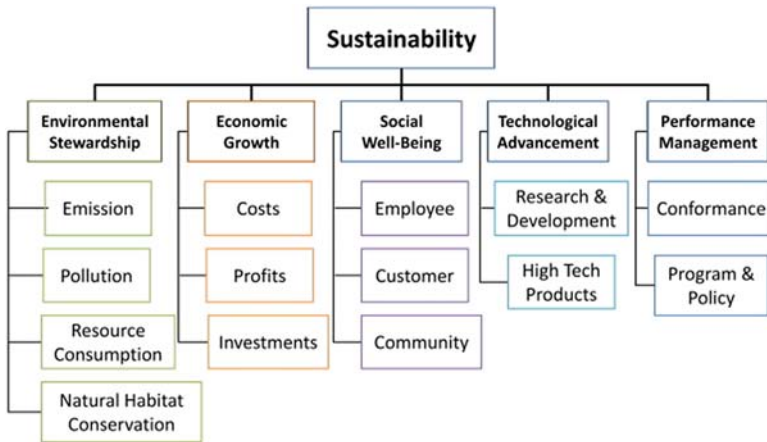 Sustainability
Environmental
Stewardship
Economic
Growth
Social
Well-Being
Technological
Advancement
Performance
Management
Emission
Pollution
Resource
Consumption
Natural Habitat
Conservation
Costs
Profits
Investments
Employee
Customer
Community
Research &
Development
High Tech
Products
Conformance
Program &
Policy